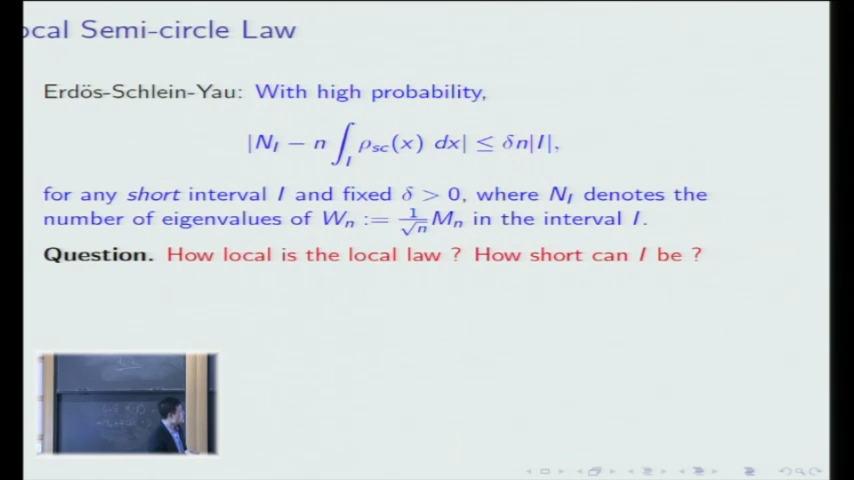 ocal Semi-circle Law
Erdös-Schlein-Yau: With high probability,
|N_I − n ∫_I ρ_sc(x) dx| ≤ δn|I|,
for any short interval I and fixed δ > 0, where N_I denotes the
number of eigenvalues of W_n := 1/√n M_n in the interval I.
Question. How local is the local law ? How short can I be ?